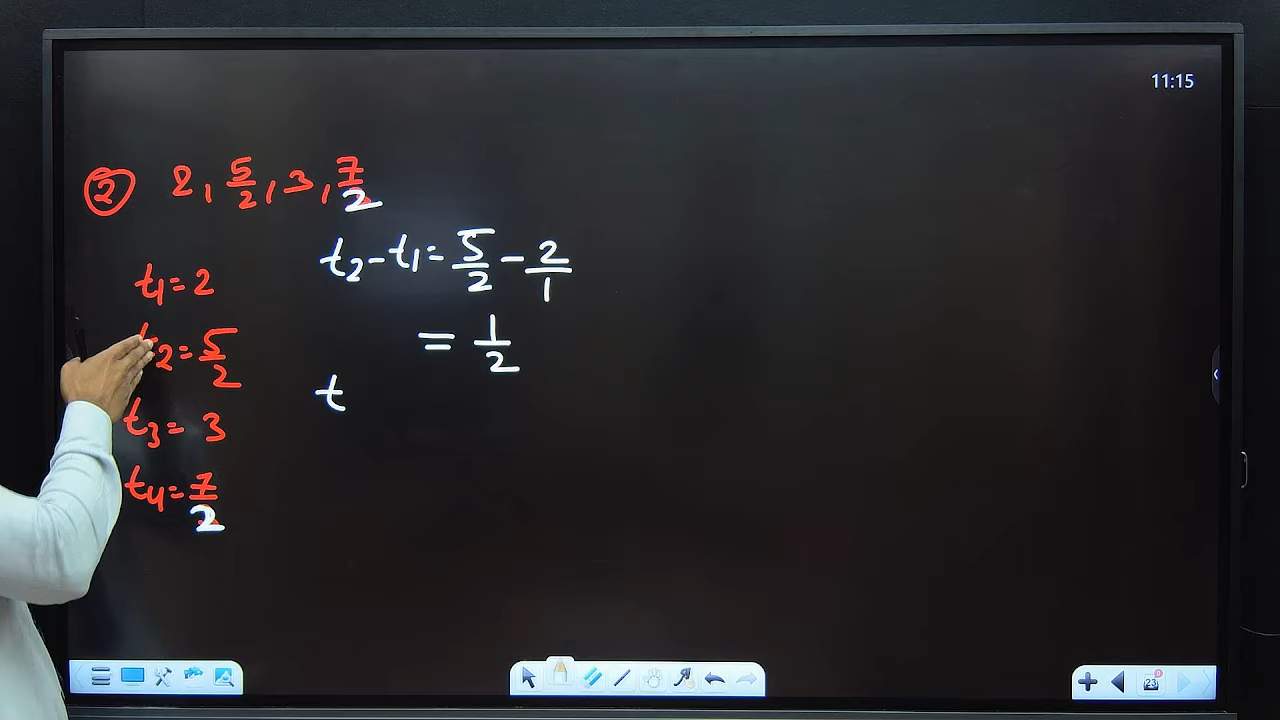 11:15
② 2, 5/2, 3, 7/2
t₂-t₁= 5/2 - 2/1
= 1/2
t
t₁= 2
t₂= 5/2
t₃= 3
t₄= 7/2
23